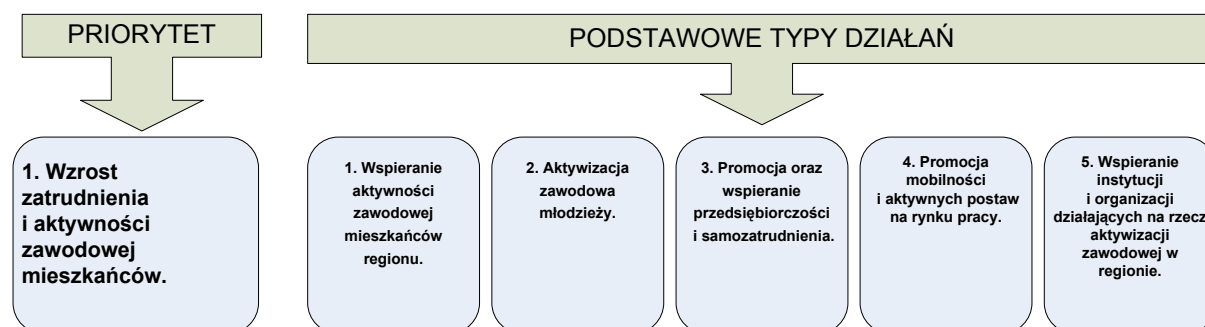 PRIORYTET
PODSTAWOWE TYPY DZIAŁAŃ
1. Wzrost
zatrudnienia
i aktywności
zawodowej
mieszkańców.
1. Wspieranie
aktywności
zawodowej
mieszkańców
regionu.
2. Aktywizacja
zawodowa
młodzieży.
3. Promocja oraz
wspieranie
przedsiębiorczości
i samozatrudnienia.
4. Promocja
mobilności
i aktywnych postaw
na rynku pracy.
5. Wspieranie
instytucji
i organizacji
działających na rzecz
aktywizacji
zawodowej w
regionie.